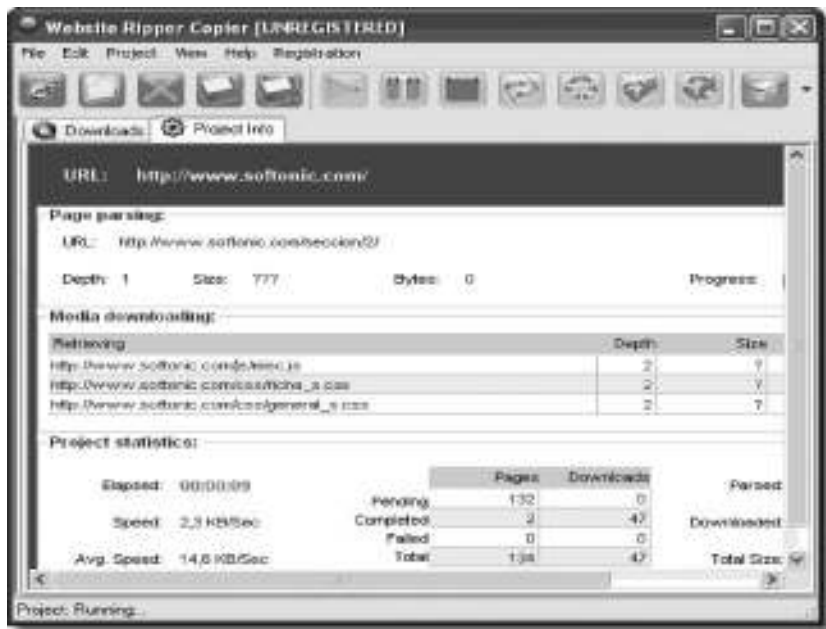 Website Ripper Copier [UNREGISTERED]
File Edit Project View Help Registration
Downloads Project Info
URL: http://www.softonic.com/
Page parsing:
URL: http://www.softonic.com/seccion/2/
Depth: 1 Size: ??? Bytes: 0 Progress:
Media downloading:
Retrieving Depth Size
http://www.softonic.com/js/misc.js 2 ?
http://www.softonic.com/css/ficha_s.css 2 ?
http://www.softonic.com/css/general_s.css 2 ?
Project statistics:
Pages Downloads
Elapsed: 00:00:09 Parsed:
Pending 132 0
Speed: 2,3 KB/Sec Completed 2 47 Downloaded:
Failed 0 0
Avg. Speed: 14,6 KB/Sec Total 134 47 Total Size:
Project: Running...